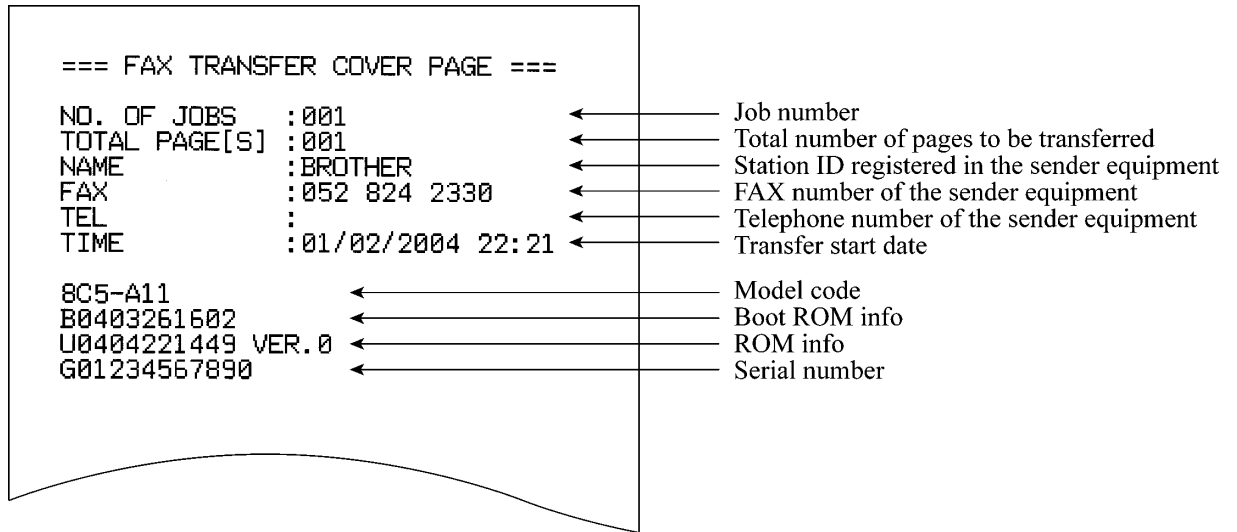 === FAX TRANSFER COVER PAGE ===
NO. OF JOBS :001 Job number
TOTAL PAGE[S] :001 Total number of pages to be transferred
NAME :BROTHER Station ID registered in the sender equipment
FAX :052 824 2330 FAX number of the sender equipment
TEL : Telephone number of the sender equipment
TIME :01/02/2004 22:21 Transfer start date
8C5-A11 Model code
B0403261602 Boot ROM info
U0404221449 VER.0 ROM info
G01234567890 Serial number